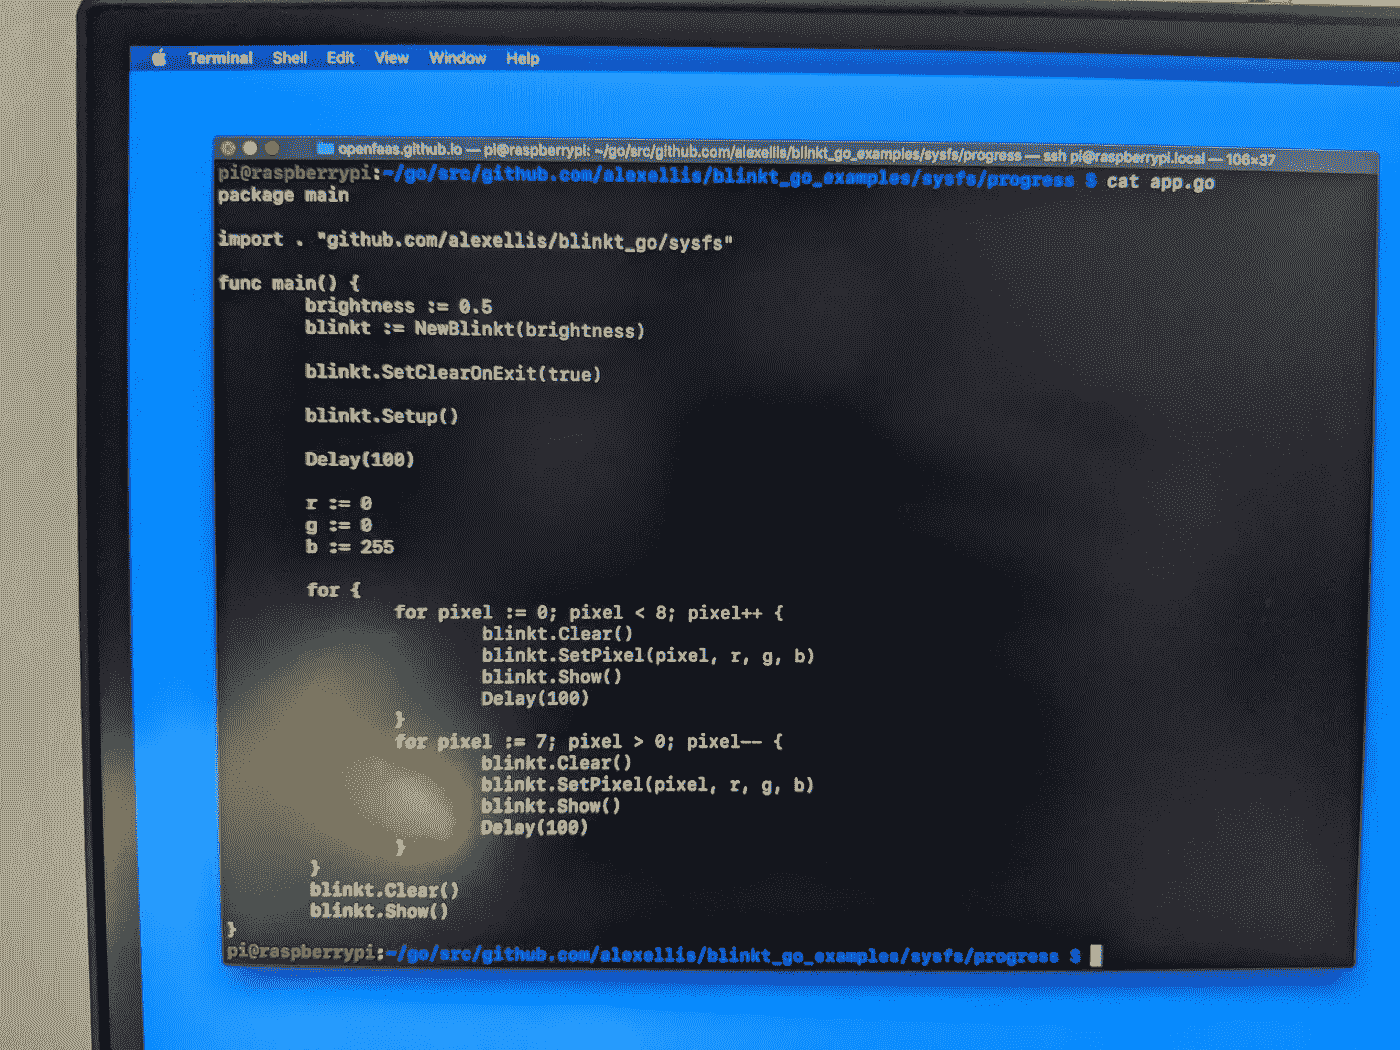 Terminal Shell Edit View Window Help
openfaas.github.io — pi@raspberrypi: ~/go/src/github.com/alexellis/blinkt_go_examples/sysfs/progress — ssh pi@raspberrypi.local — 106×37
pi@raspberrypi:~/go/src/github.com/alexellis/blinkt_go_examples/sysfs/progress $ cat app.go
package main

import . "github.com/alexellis/blinkt_go/sysfs"

func main() {
        brightness := 0.5
        blinkt := NewBlinkt(brightness)

        blinkt.SetClearOnExit(true)

        blinkt.Setup()

        Delay(100)

        r := 0
        g := 0
        b := 255

        for {
                for pixel := 0; pixel < 8; pixel++ {
                        blinkt.Clear()
                        blinkt.SetPixel(pixel, r, g, b)
                        blinkt.Show()
                        Delay(100)
                }
                for pixel := 7; pixel > 0; pixel-- {
                        blinkt.Clear()
                        blinkt.SetPixel(pixel, r, g, b)
                        blinkt.Show()
                        Delay(100)
                }
        }
        blinkt.Clear()
        blinkt.Show()
}
pi@raspberrypi:~/go/src/github.com/alexellis/blinkt_go_examples/sysfs/progress $